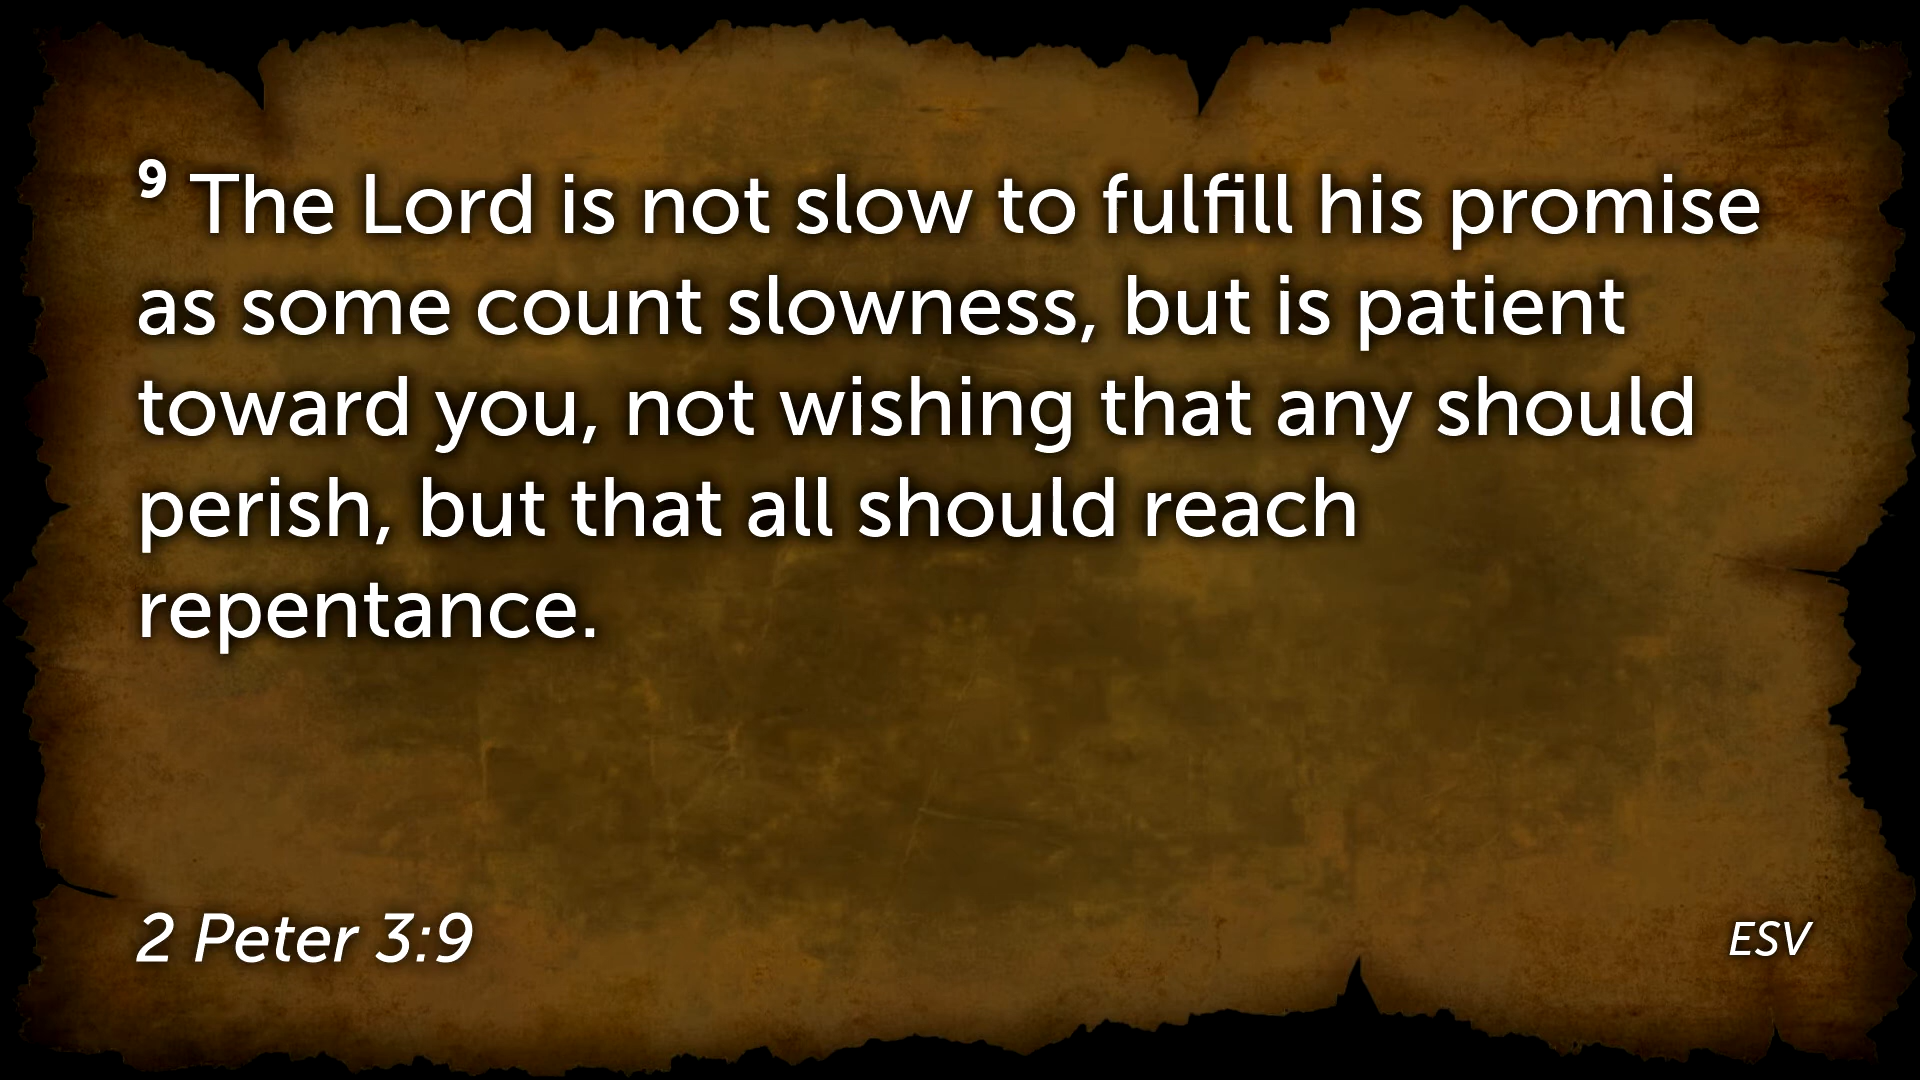 9 The Lord is not slow to fulfill his promise
as some count slowness, but is patient
toward you, not wishing that any should
perish, but that all should reach
repentance.
2 Peter 3:9
ESV